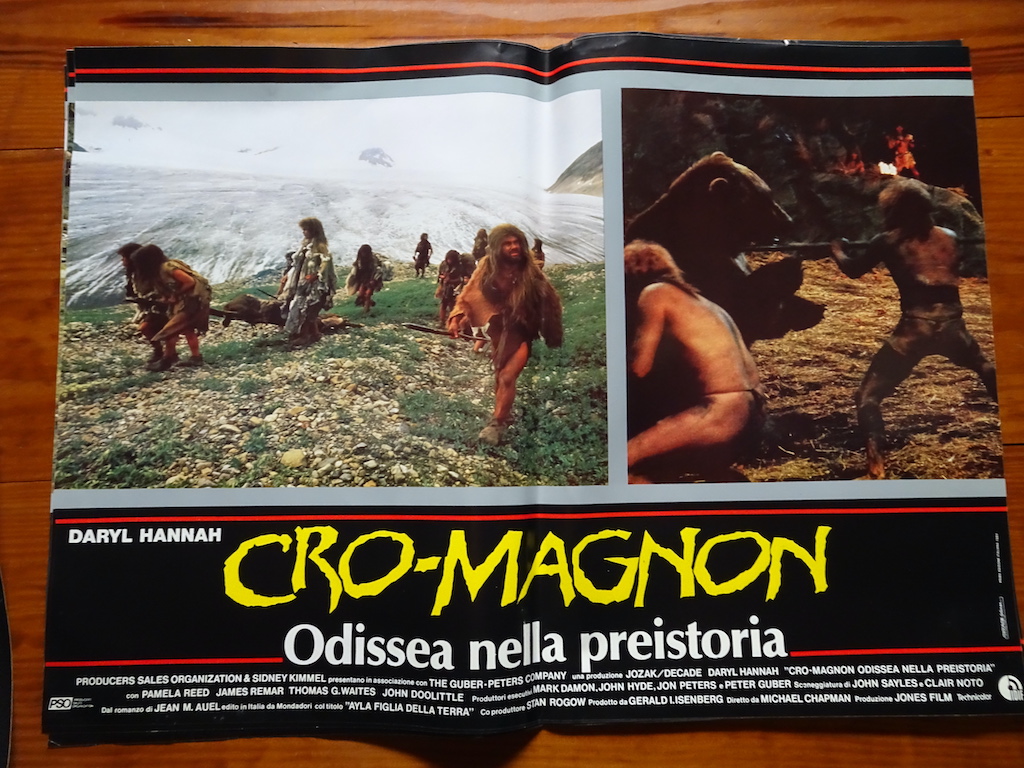 DARYL HANNAH
CRO-MAGNON
Odissea nella preistoria
PRODUCERS SALES ORGANIZATION & SIDNEY KIMMEL presentano in associazione con THE GUBER-PETERS COMPANY una produzione JOZAK/DECADE DARYL HANNAH "CRO-MAGNON ODISSEA NELLA PREISTORIA"
con PAMELA REED JAMES REMAR THOMAS G. WAITES JOHN DOOLITTLE Produttori esecutivi MARK DAMON, JOHN HYDE, JON PETERS e PETER GUBER Sceneggiatura di JOHN SAYLES e CLAIR NOTO
PSO Dal romanzo di JEAN M. AUEL edito in Italia da Mondadori col titolo "AYLA FIGLIA DELLA TERRA" Co produttore STAN ROGOW Prodotto da GERALD I. ISENBERG Diretto da MICHAEL CHAPMAN Produzione JONES FILM Technicolor